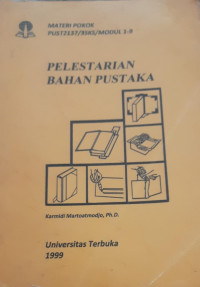 MATERI POKOK
PUST2137/3SKS/MODUL 1-9
PELESTARIAN
BAHAN PUSTAKA
Karmidi Martoatmodjo, Ph.D.
Universitas Terbuka
1999